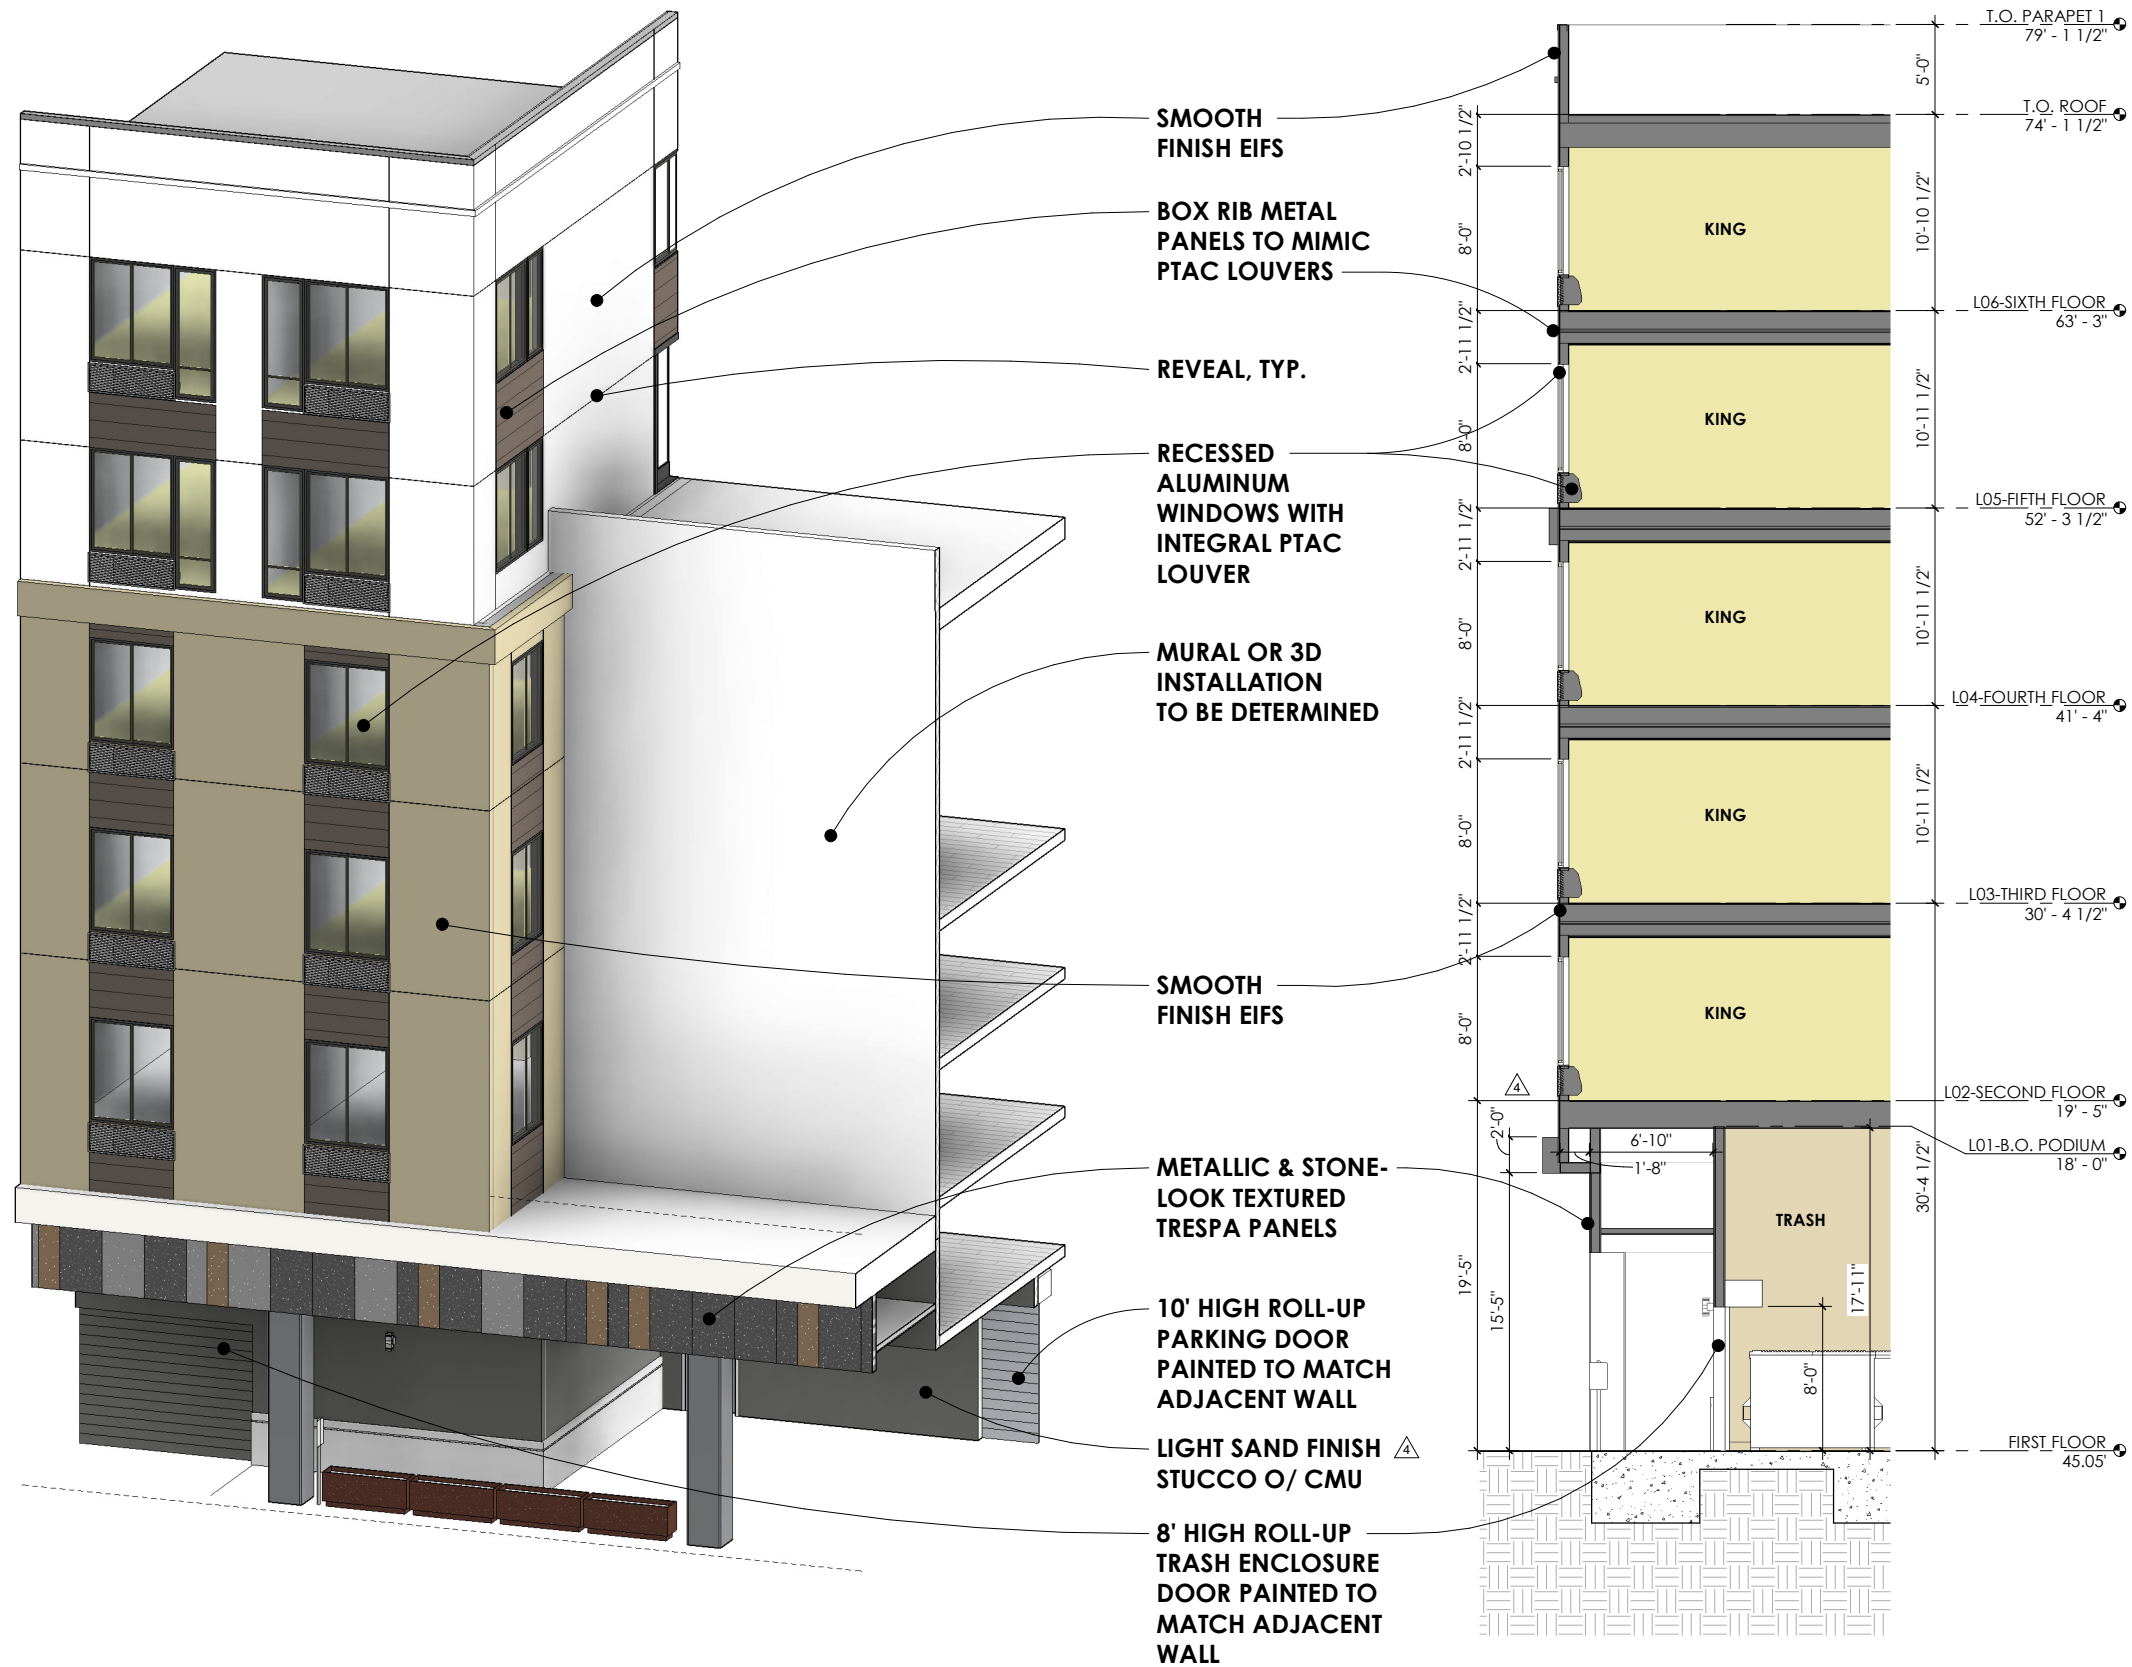 SMOOTH
FINISH EIFS
BOX RIB METAL
PANELS TO MIMIC
PTAC LOUVERS
REVEAL, TYP.
RECESSED
ALUMINUM
WINDOWS WITH
INTEGRAL PTAC
LOUVER
MURAL OR 3D
INSTALLATION
TO BE DETERMINED
SMOOTH
FINISH EIFS
METALLIC & STONE-
LOOK TEXTURED
TRESPA PANELS
10' HIGH ROLL-UP
PARKING DOOR
PAINTED TO MATCH
ADJACENT WALL
LIGHT SAND FINISH 4
STUCCO O/ CMU
8' HIGH ROLL-UP
TRASH ENCLOSURE
DOOR PAINTED TO
MATCH ADJACENT
WALL
2'-10 1/2"
8'-0"
2'-11 1/2"
8'-0"
2'-11 1/2"
8'-0"
2'-11 1/2"
8'-0"
2'-11 1/2"
8'-0"
19'-5"
4
2'-0"
15'-5"
6'-10"
1'-8"
KING
KING
KING
KING
KING
TRASH
17'-11"
8'-0"
5'-0"
10'-10 1/2"
10'-11 1/2"
10'-11 1/2"
10'-11 1/2"
30'-4 1/2"
T.O. PARAPET 1
79' - 1 1/2"
T.O. ROOF
74' - 1 1/2"
L06-SIXTH FLOOR
63' - 3"
L05-FIFTH FLOOR
52' - 3 1/2"
L04-FOURTH FLOOR
41' - 4"
L03-THIRD FLOOR
30' - 4 1/2"
L02-SECOND FLOOR
19' - 5"
L01-B.O. PODIUM
18' - 0"
FIRST FLOOR
45.05'